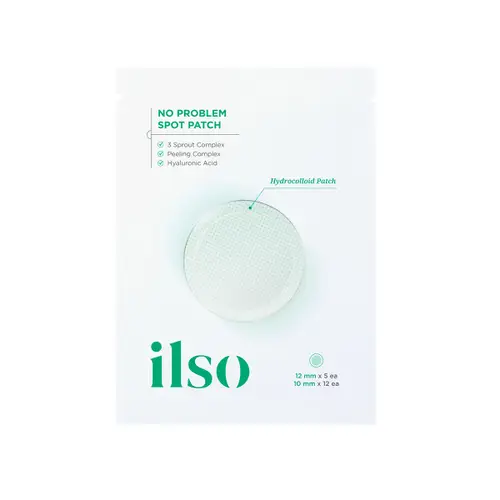 NO PROBLEM
SPOT PATCH
3 Sprout Complex
Peeling Complex
Hyaluronic Acid
Hydrocolloid Patch
ilso
12 mm x 5 ea
10 mm x 12 ea